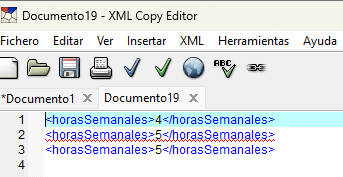 Documento19 - XML Copy Editor
Fichero Editar Ver Insertar XML Herramientas Ayuda
ABC
*Documento1 Documento19
1 <horasSemanales>4</horasSemanales>
2 <horasSemanales>5</horasSemanales>
3 <horasSemanales>5</horasSemanales>
4